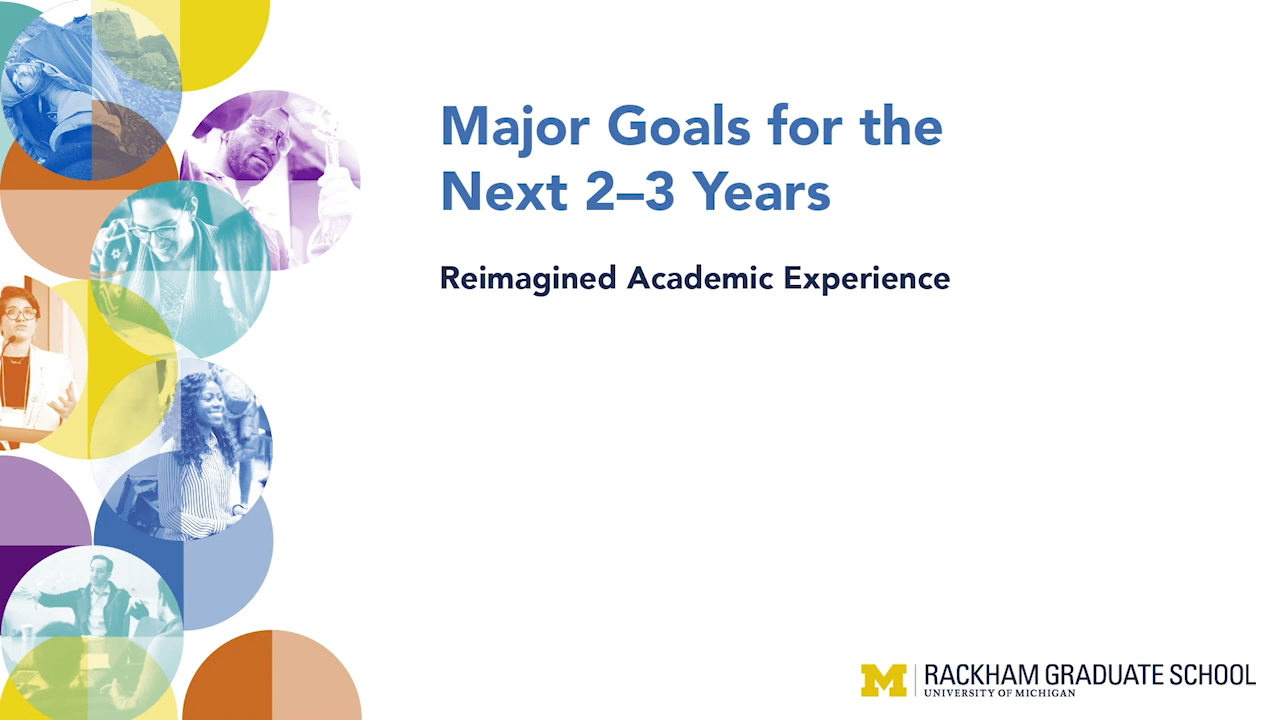 Major Goals for the
Next 2–3 Years
Reimagined Academic Experience
M
RACKHAM GRADUATE SCHOOL
UNIVERSITY OF MICHIGAN